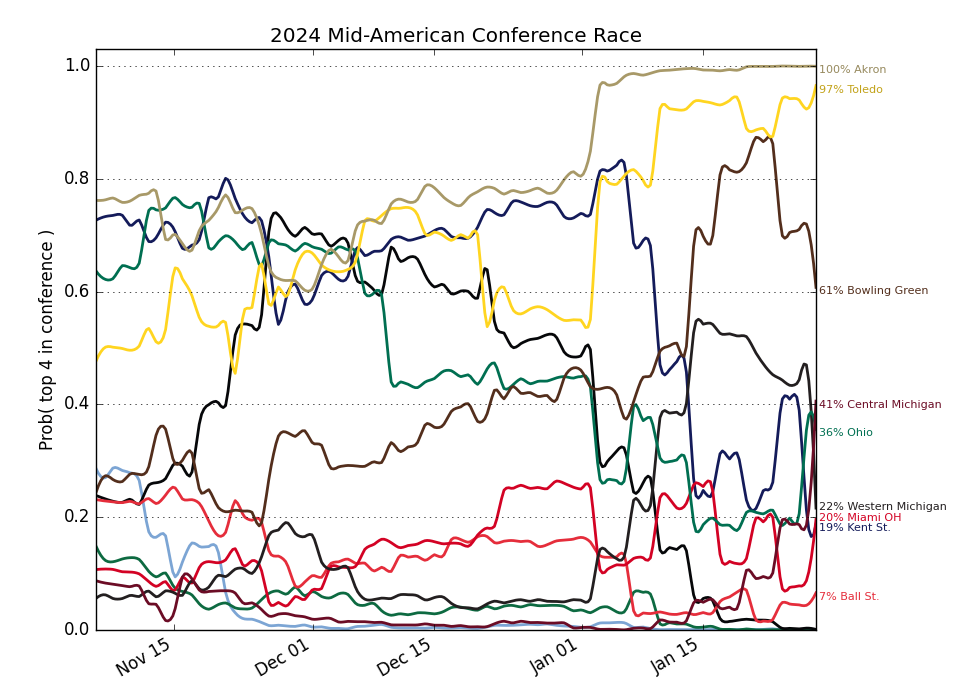 2024 Mid-American Conference Race
Prob( top 4 in conference )
1.0
0.8
0.6
0.4
0.2
0.0
Nov 15
Dec 01
Dec 15
Jan 01
Jan 15
100% Akron
97% Toledo
61% Bowling Green
41% Central Michigan
36% Ohio
22% Western Michigan
20% Miami OH
19% Kent St.
7% Ball St.